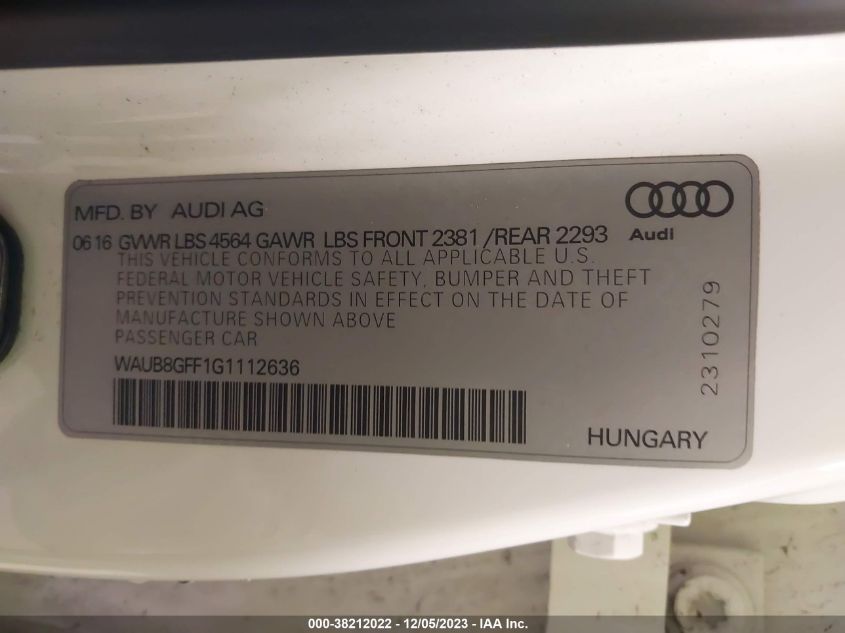 MFD. BY AUDI AG
Audi
06 16 GVWR LBS 4564 GAWR LBS FRONT 2381 /REAR 2293
THIS VEHICLE CONFORMS TO ALL APPLICABLE U.S.
FEDERAL MOTOR VEHICLE SAFETY, BUMPER AND THEFT
PREVENTION STANDARDS IN EFFECT ON THE DATE OF
MANUFACTURE SHOWN ABOVE
PASSENGER CAR
WAUB8GFF1G1112636
2310279
HUNGARY
000-38212022 - 12/05/2023 - IAA Inc.